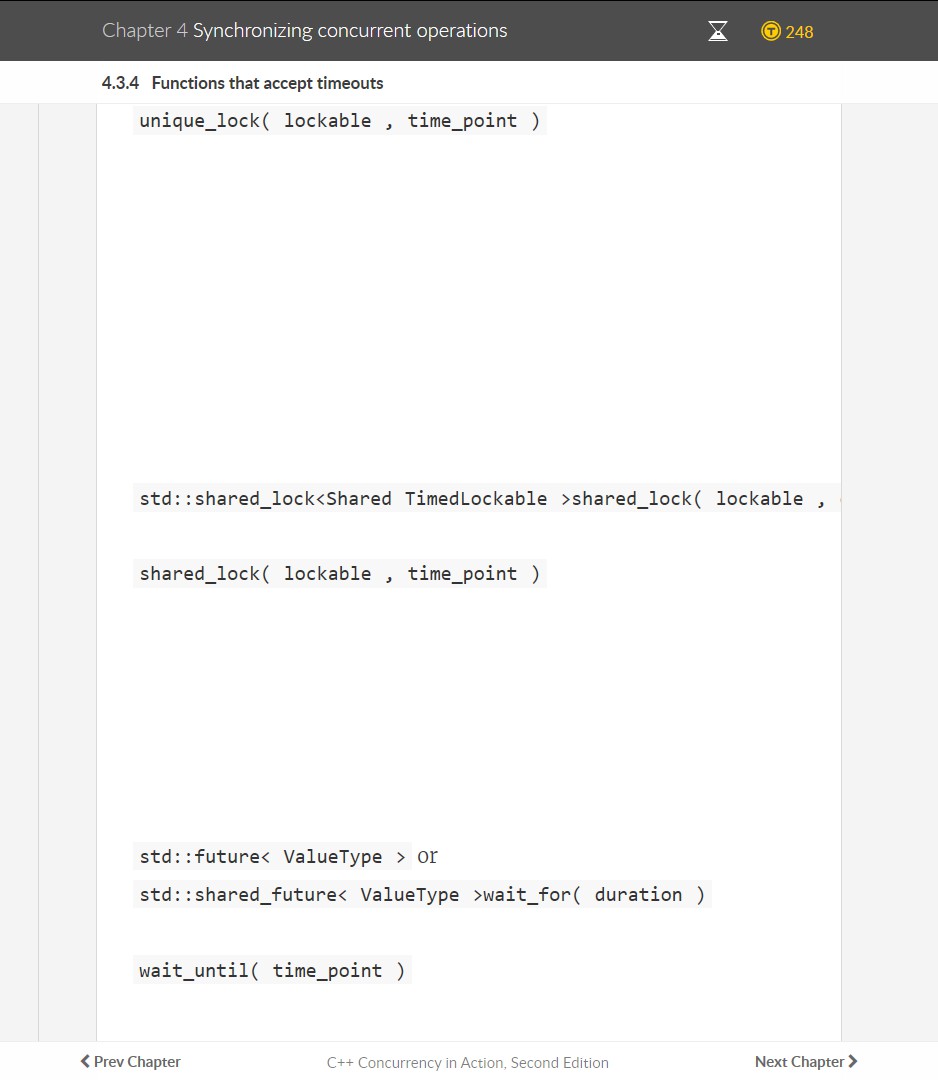 Chapter 4 Synchronizing concurrent operations
248
4.3.4 Functions that accept timeouts
unique_lock( lockable , time_point )
std::shared_lock<Shared TimedLockable >shared_lock( lockable ,
shared_lock( lockable , time_point )
std::future< ValueType > or
std::shared_future< ValueType >wait_for( duration )
wait_until( time_point )
Prev Chapter
C++ Concurrency in Action, Second Edition
Next Chapter